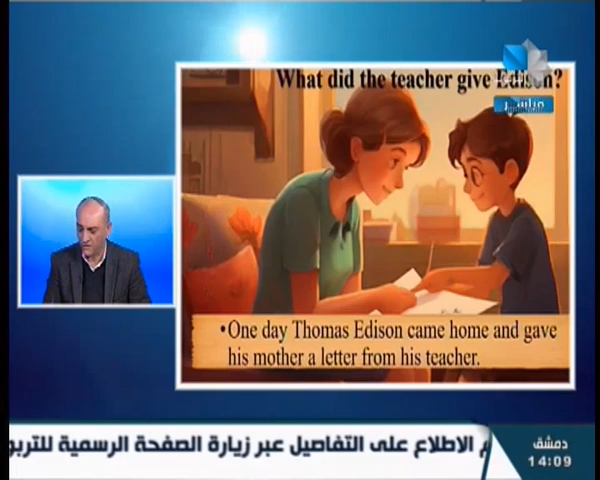 What did the teacher give Edison?
مباشر
•One day Thomas Edison came home and gave
his mother a letter from his teacher.
الاطلاع على التفاصيل عبر زيارة الصفحة الرسمية
دمشق
14:09